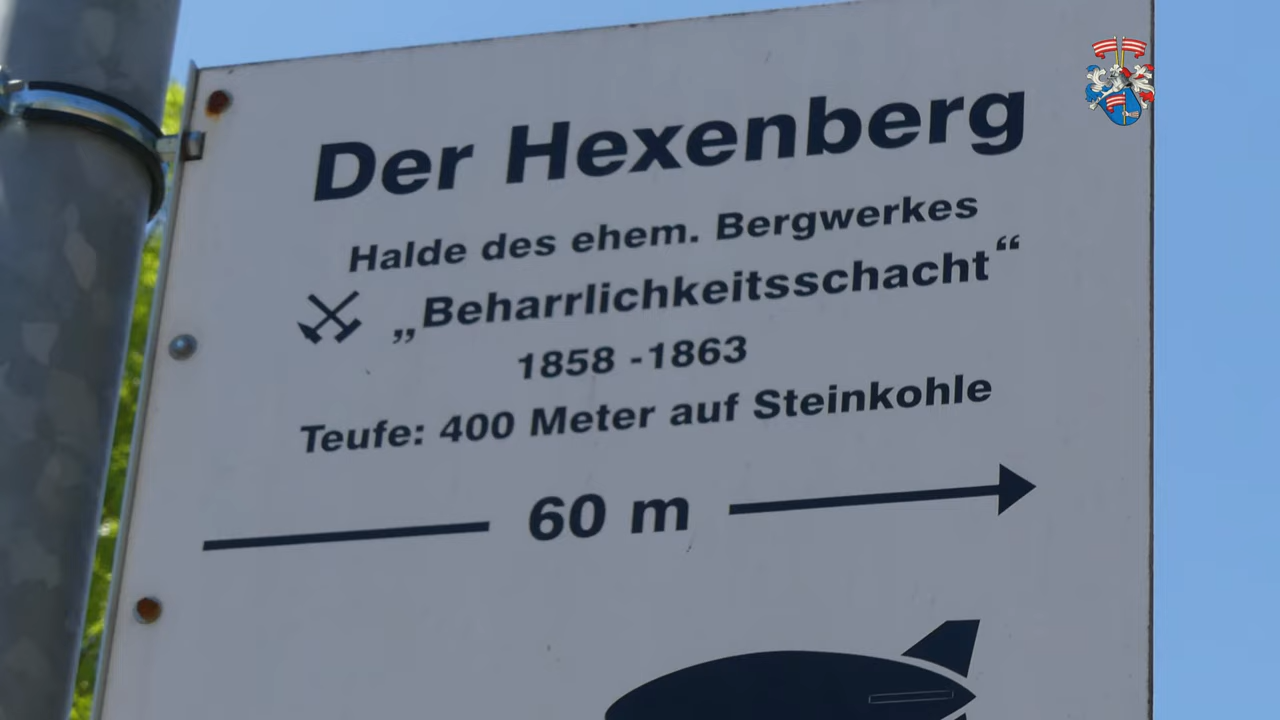 Der Hexenberg
Halde des ehem. Bergwerkes
„Beharrlichkeitsschacht“
1858 -1863
Teufe: 400 Meter auf Steinkohle
60 m